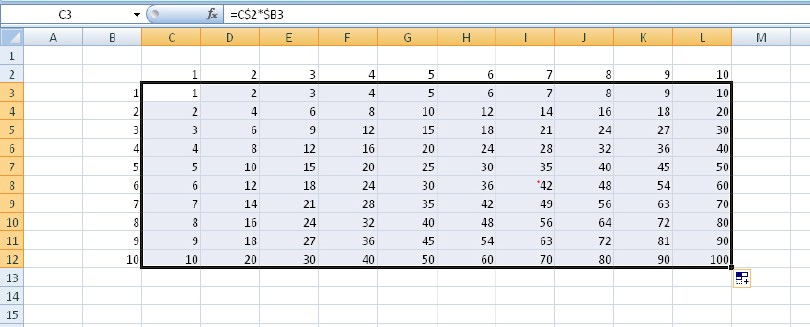 C3 fx =C$2*$B3
A B C D E F G H I J K L M
1
2 1 2 3 4 5 6 7 8 9 10
3 1 1 2 3 4 5 6 7 8 9 10
4 2 2 4 6 8 10 12 14 16 18 20
5 3 3 6 9 12 15 18 21 24 27 30
6 4 4 8 12 16 20 24 28 32 36 40
7 5 5 10 15 20 25 30 35 40 45 50
8 6 6 12 18 24 30 36 42 48 54 60
9 7 7 14 21 28 35 42 49 56 63 70
10 8 8 16 24 32 40 48 56 64 72 80
11 9 9 18 27 36 45 54 63 72 81 90
12 10 10 20 30 40 50 60 70 80 90 100
13
14
15